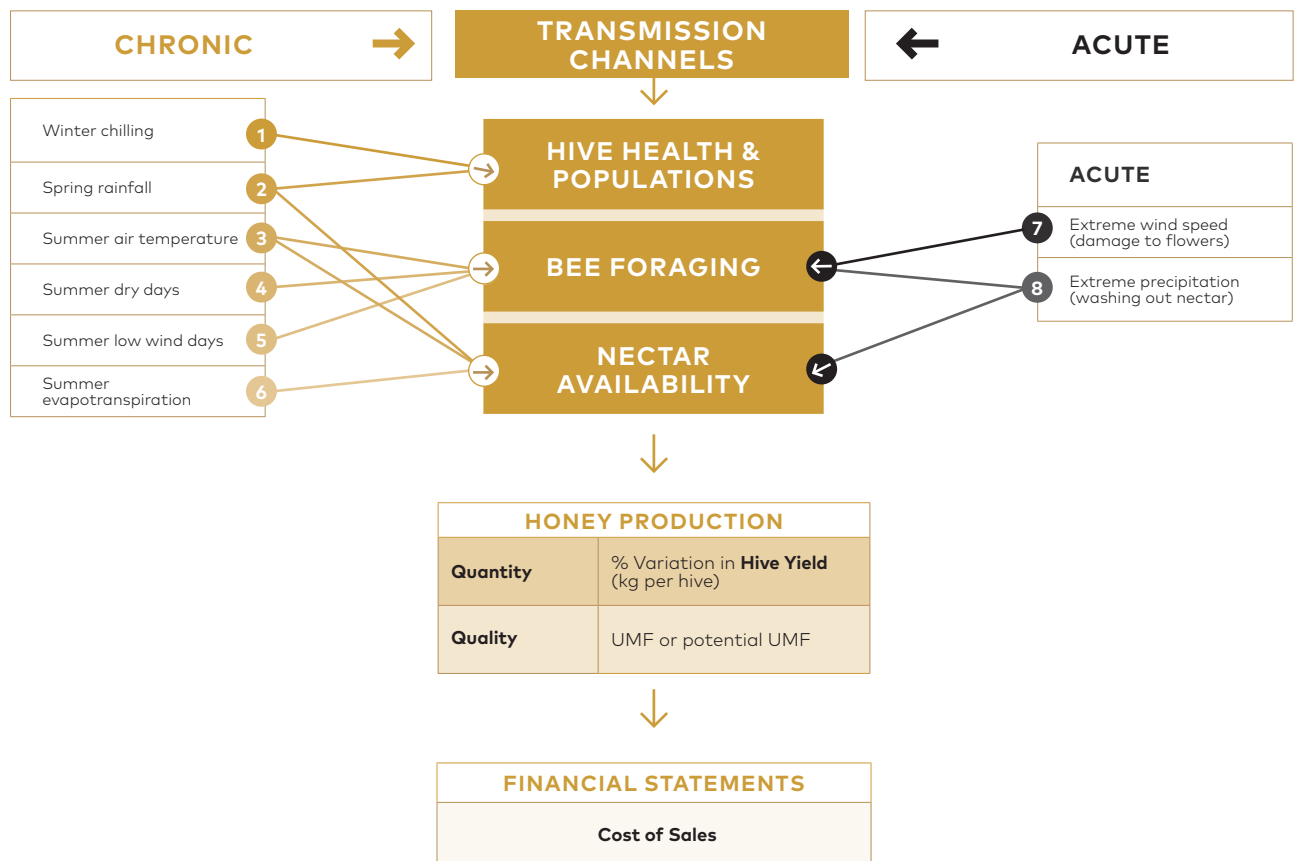 CHRONIC
TRANSMISSION
CHANNELS
ACUTE
Winter chilling
1
Spring rainfall
2
Summer air temperature
3
Summer dry days
4
Summer low wind days
5
Summer
evapotranspiration
6
HIVE HEALTH &
POPULATIONS
BEE FORAGING
NECTAR
AVAILABILITY
ACUTE
7
Extreme wind speed
(damage to flowers)
8
Extreme precipitation
(washing out nectar)
HONEY PRODUCTION
Quantity
% Variation in Hive Yield
(kg per hive)
Quality
UMF or potential UMF
FINANCIAL STATEMENTS
Cost of Sales